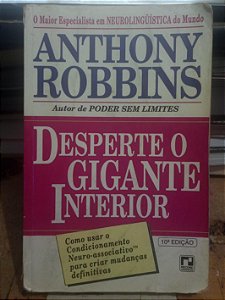 O Maior Especialista em NEUROLINGÜÍSTICA do Mundo
ANTHONY
ROBBINS
Autor de PODER SEM LIMITES
DESPERTE O
GIGANTE
INTERIOR
10ª EDIÇÃO
Como usar o
Condicionamento
Neuro-associativo™
para criar mudanças
definitivas